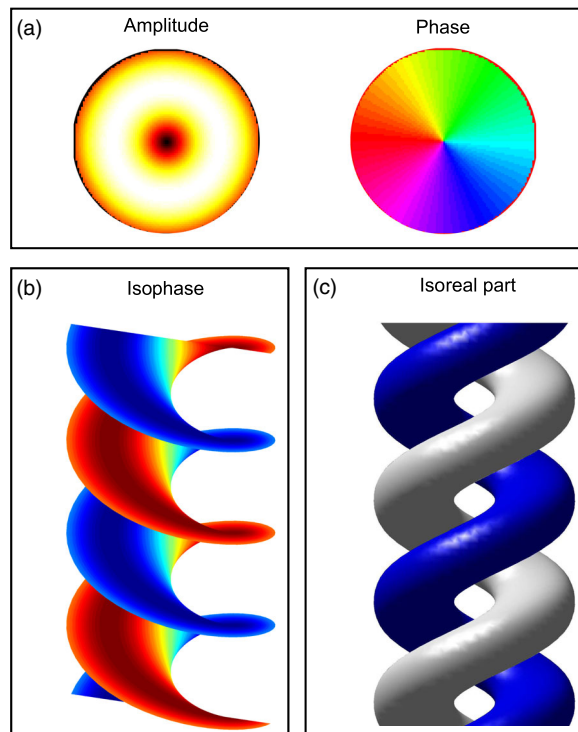 (a)
Amplitude
Phase
(b)
Isophase
(c)
Isoreal part